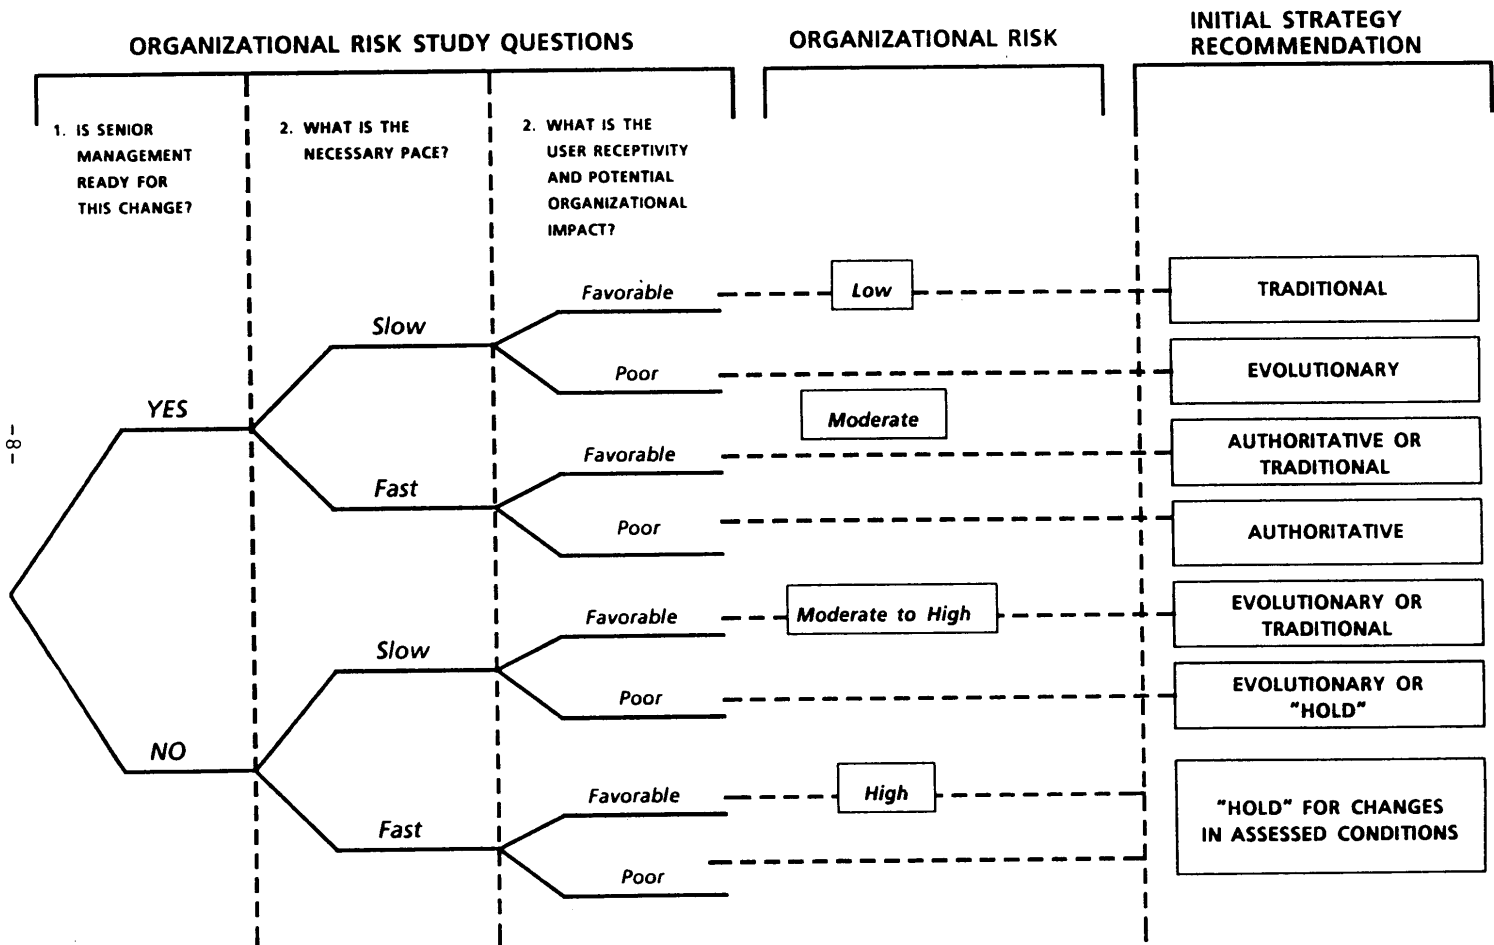 ORGANIZATIONAL RISK STUDY QUESTIONS
ORGANIZATIONAL RISK
INITIAL STRATEGY
RECOMMENDATION
1. IS SENIOR
MANAGEMENT
READY FOR
THIS CHANGE?
2. WHAT IS THE
NECESSARY PACE?
2. WHAT IS THE
USER RECEPTIVITY
AND POTENTIAL
ORGANIZATIONAL
IMPACT?
YES
Slow
Favorable
Low
TRADITIONAL
Poor
EVOLUTIONARY
Moderate
Fast
Favorable
AUTHORITATIVE OR
TRADITIONAL
Poor
AUTHORITATIVE
NO
Slow
Favorable
Moderate to High
EVOLUTIONARY OR
TRADITIONAL
Poor
EVOLUTIONARY OR
"HOLD"
Fast
Favorable
High
"HOLD" FOR CHANGES
IN ASSESSED CONDITIONS
Poor
-8-